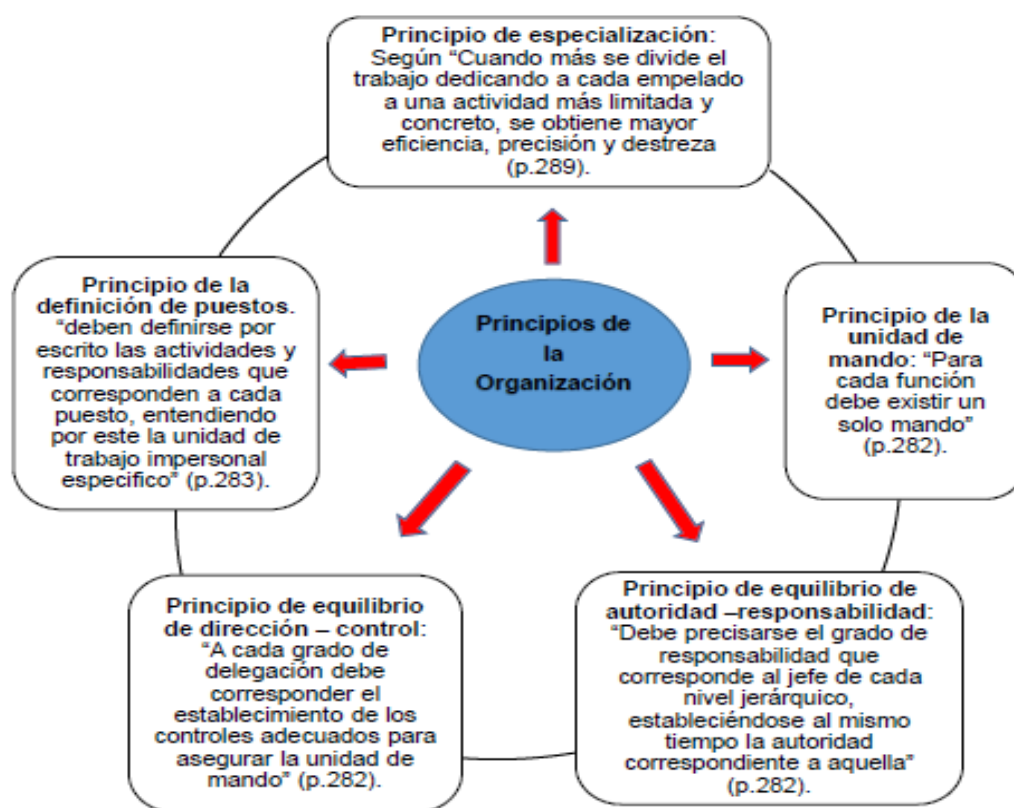 Principio de especialización:
Según “Cuando más se divide el
trabajo dedicando a cada empelado
a una actividad más limitada y
concreto, se obtiene mayor
eficiencia, precisión y destreza
(p.289).
Principio de la
definición de puestos.
“deben definirse por
escrito las actividades y
responsabilidades que
corresponden a cada
puesto, entendiendo
por este la unidad de
trabajo impersonal
especifico” (p.283).
Principios de
la
Organización
Principio de la
unidad de
mando: “Para
cada función
debe existir un
solo mando”
(p.282).
Principio de equilibrio
de dirección – control:
“A cada grado de
delegación debe
corresponder el
establecimiento de los
controles adecuados para
asegurar la unidad de
mando” (p.282).
Principio de equilibrio de
autoridad –responsabilidad:
“Debe precisarse el grado de
responsabilidad que
corresponde al jefe de cada
nivel jerárquico,
estableciéndose al mismo
tiempo la autoridad
correspondiente a aquella”
(p.282).